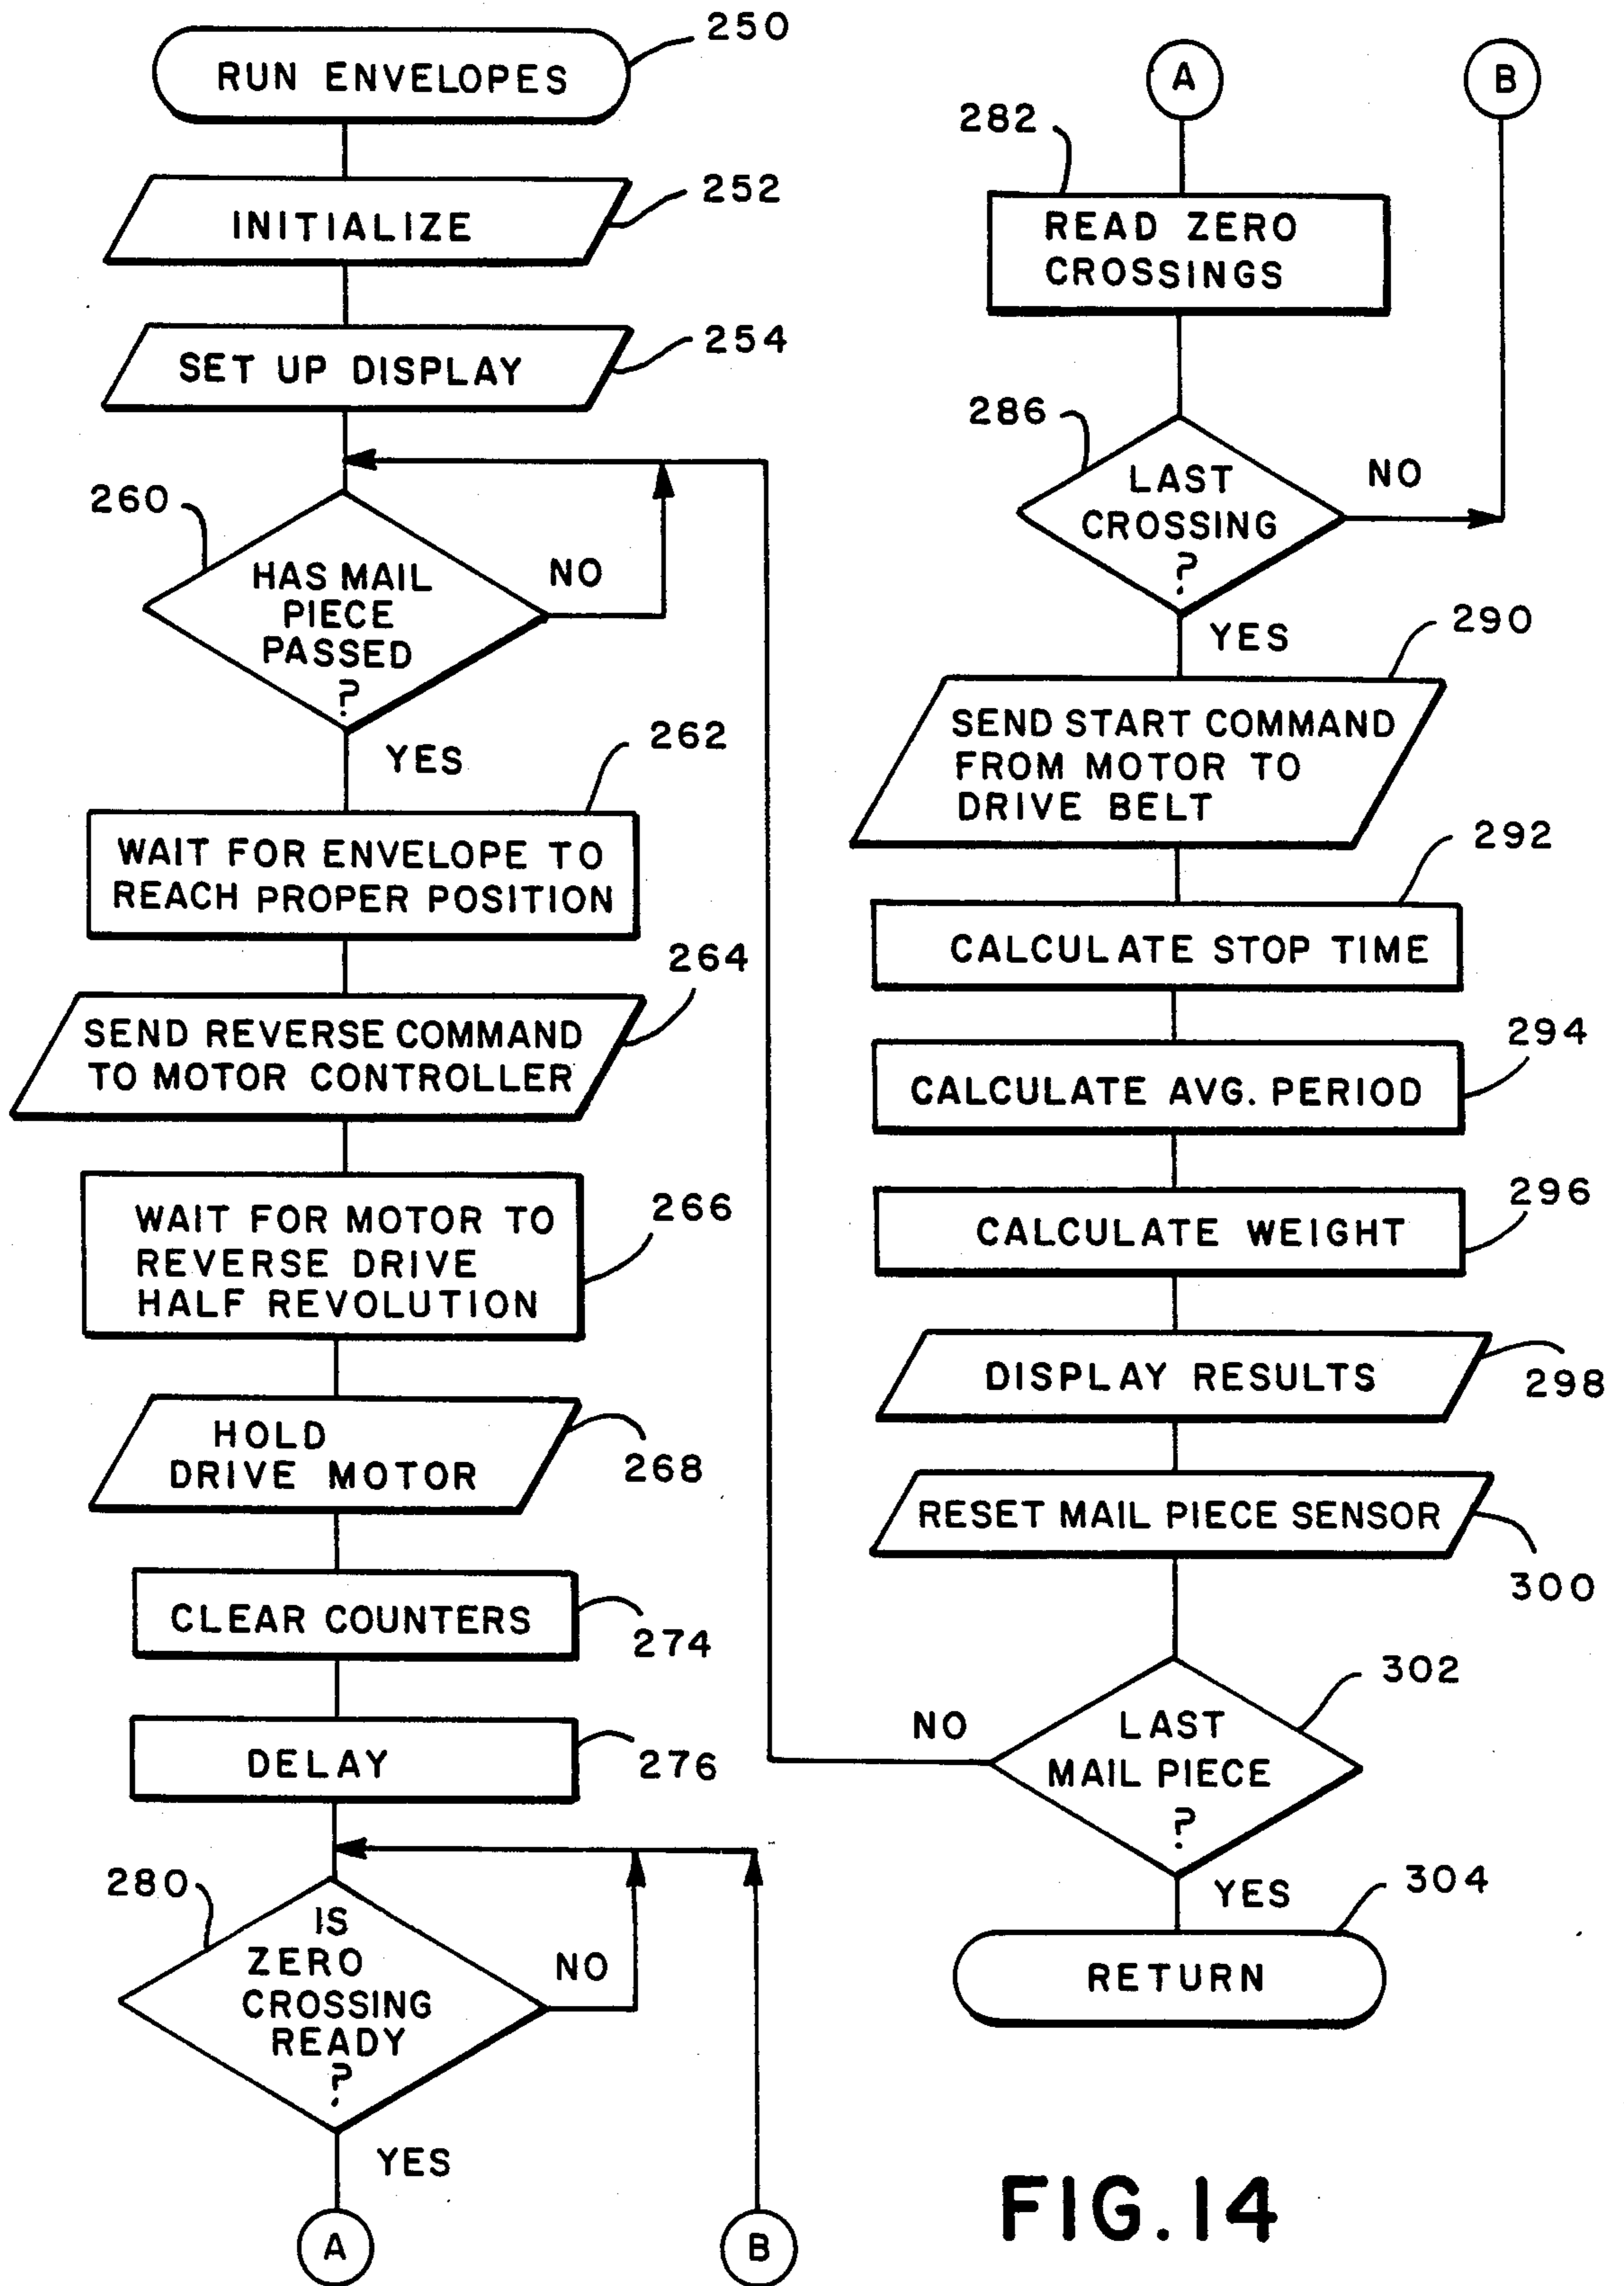 250
RUN ENVELOPES
252
INITIALIZE
254
SET UP DISPLAY
260
HAS MAIL
PIECE
PASSED
?
NO
YES
262
WAIT FOR ENVELOPE TO
REACH PROPER POSITION
264
SEND REVERSE COMMAND
TO MOTOR CONTROLLER
266
WAIT FOR MOTOR TO
REVERSE DRIVE
HALF REVOLUTION
HOLD
DRIVE MOTOR
268
CLEAR COUNTERS
274
DELAY
276
280
IS
ZERO
CROSSING
READY
?
NO
YES
A
B
A
B
282
READ ZERO
CROSSINGS
286
LAST
CROSSING
?
NO
YES
290
SEND START COMMAND
FROM MOTOR TO
DRIVE BELT
292
CALCULATE STOP TIME
294
CALCULATE AVG. PERIOD
296
CALCULATE WEIGHT
DISPLAY RESULTS
298
RESET MAIL PIECE SENSOR
300
302
LAST
MAIL PIECE
?
NO
YES
304
RETURN
FIG. 14